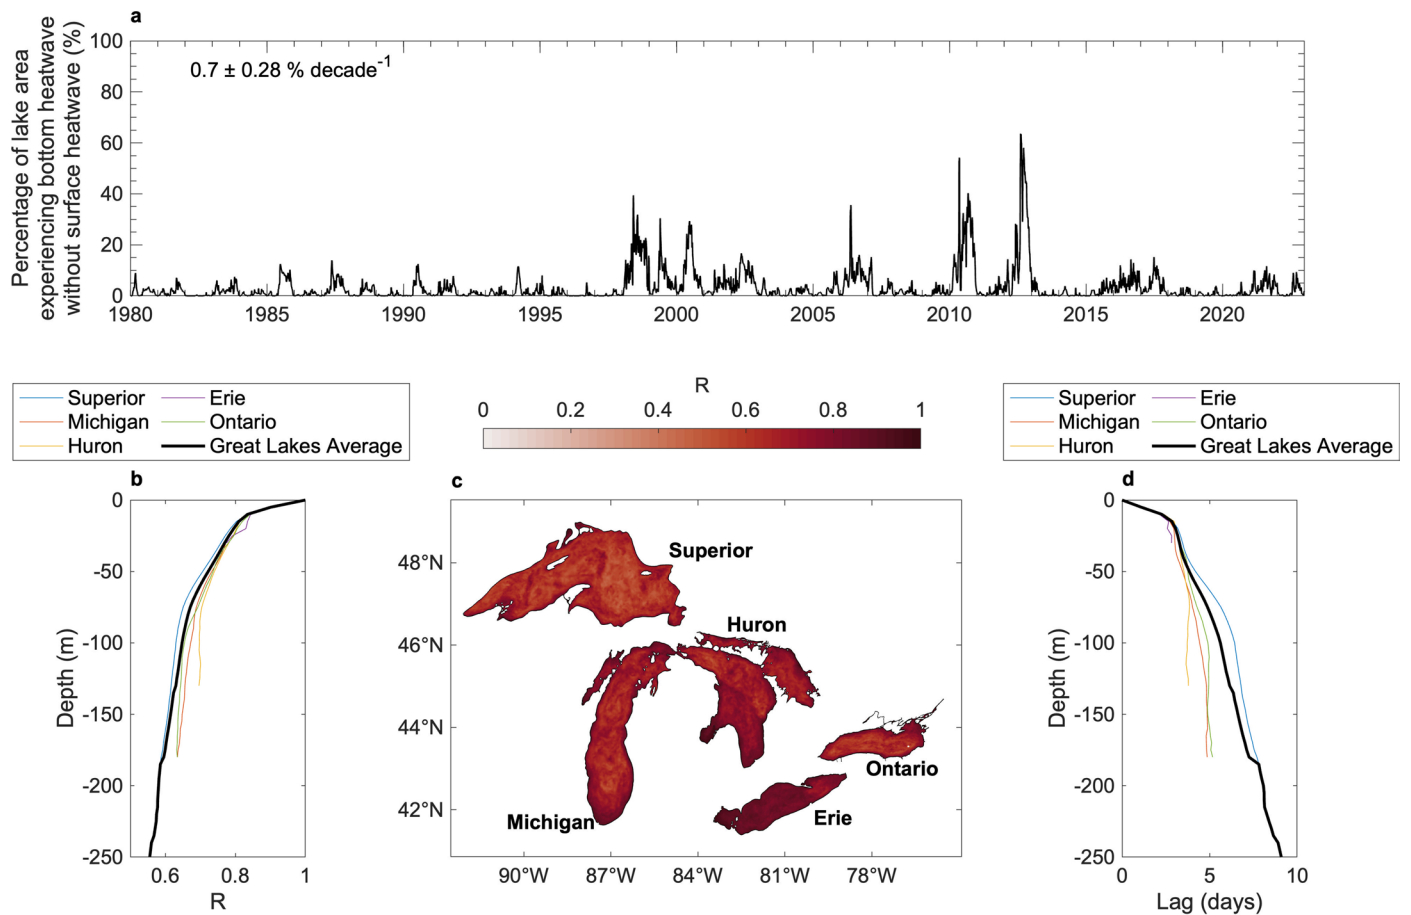 a
Percentage of lake area
experiencing bottom heatwave
without surface heatwave (%)
100
80
60
40
20
0
0.7 ± 0.28 % decade⁻¹
1980 1985 1990 1995 2000 2005 2010 2015 2020
Superior Erie
Michigan Ontario
Huron Great Lakes Average
R
0 0.2 0.4 0.6 0.8 1
Superior Erie
Michigan Ontario
Huron Great Lakes Average
b
Depth (m)
0
-50
-100
-150
-200
-250
0.6 0.8 1
R
c
48°N
46°N
44°N
42°N
Superior
Huron
Ontario
Michigan
Erie
90°W 87°W 84°W 81°W 78°W
d
Depth (m)
0
-50
-100
-150
-200
-250
0 5 10
Lag (days)